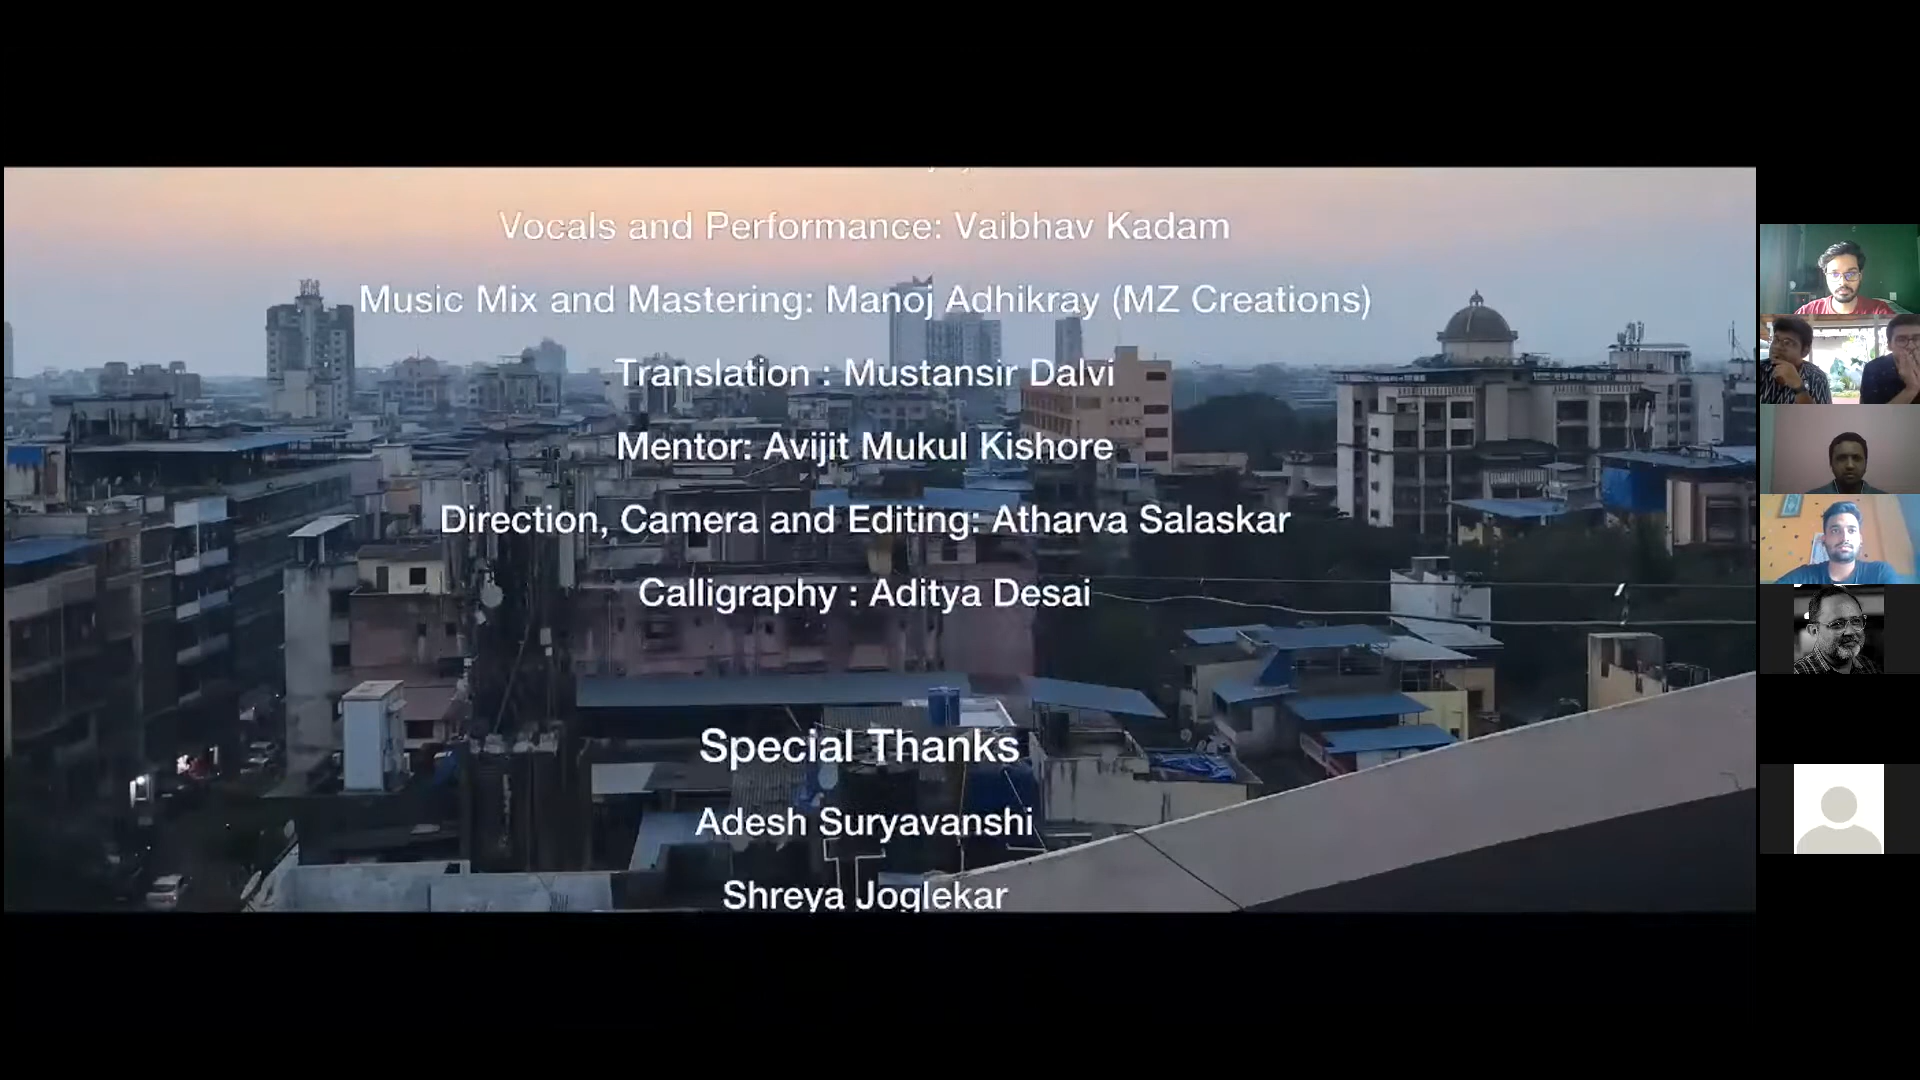 Vocals and Performance: Vaibhav Kadam
Music Mix and Mastering: Manoj Adhikray (MZ Creations)
Translation : Mustansir Dalvi
Mentor: Avijit Mukul Kishore
Direction, Camera and Editing: Atharva Salaskar
Calligraphy : Aditya Desai
Special Thanks
Adesh Suryavanshi
Shreya Joglekar